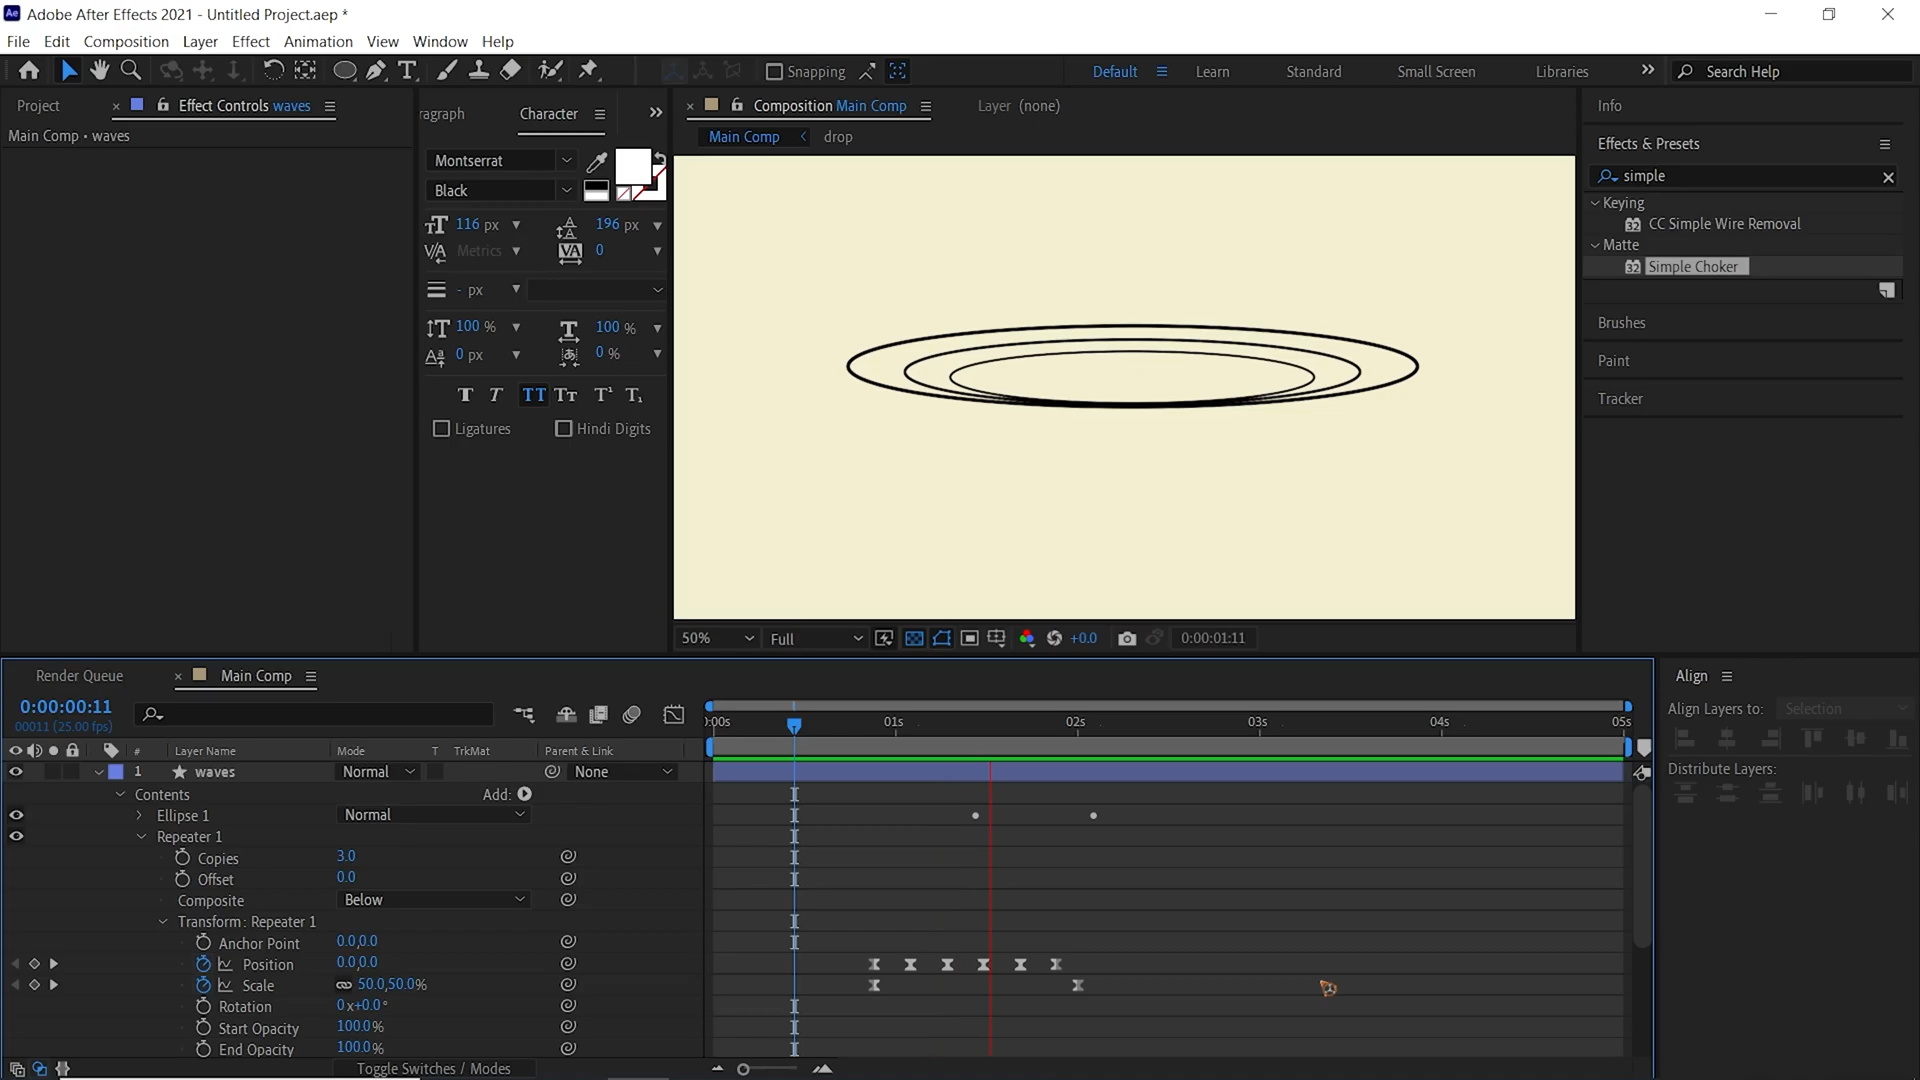 Adobe After Effects 2021 - Untitled Project.aep *
File Edit Composition Layer Effect Animation View Window Help
Snapping
Default Learn Standard Small Screen Libraries
Search Help
Project
Effect Controls waves
Main Comp • waves
ragraph
Character
Montserrat
Black
116 px
196 px
Metrics
0
- px
100 %
100 %
0 px
0 %
Ligatures
Hindi Digits
Composition Main Comp
Layer (none)
Main Comp
drop
50%
Full
+0.0
0:00:01:11
Info
Effects & Presets
simple
Keying
32 CC Simple Wire Removal
Matte
32 Simple Choker
Brushes
Paint
Tracker
Render Queue
Main Comp
0:00:00:11
00011 (25.00 fps)
# Layer Name Mode T TrkMat Parent & Link
1 waves Normal None
Contents Add:
Ellipse 1 Normal
Repeater 1
Copies 3.0
Offset 0.0
Composite Below
Transform: Repeater 1
Anchor Point 0.0,0.0
Position 0.0,0.0
Scale 50.0,50.0%
Rotation 0x+0.0°
Start Opacity 100.0%
End Opacity 100.0%
Toggle Switches / Modes
):00s 01s 02s 03s 04s 05s
Align
Align Layers to: Selection
Distribute Layers: